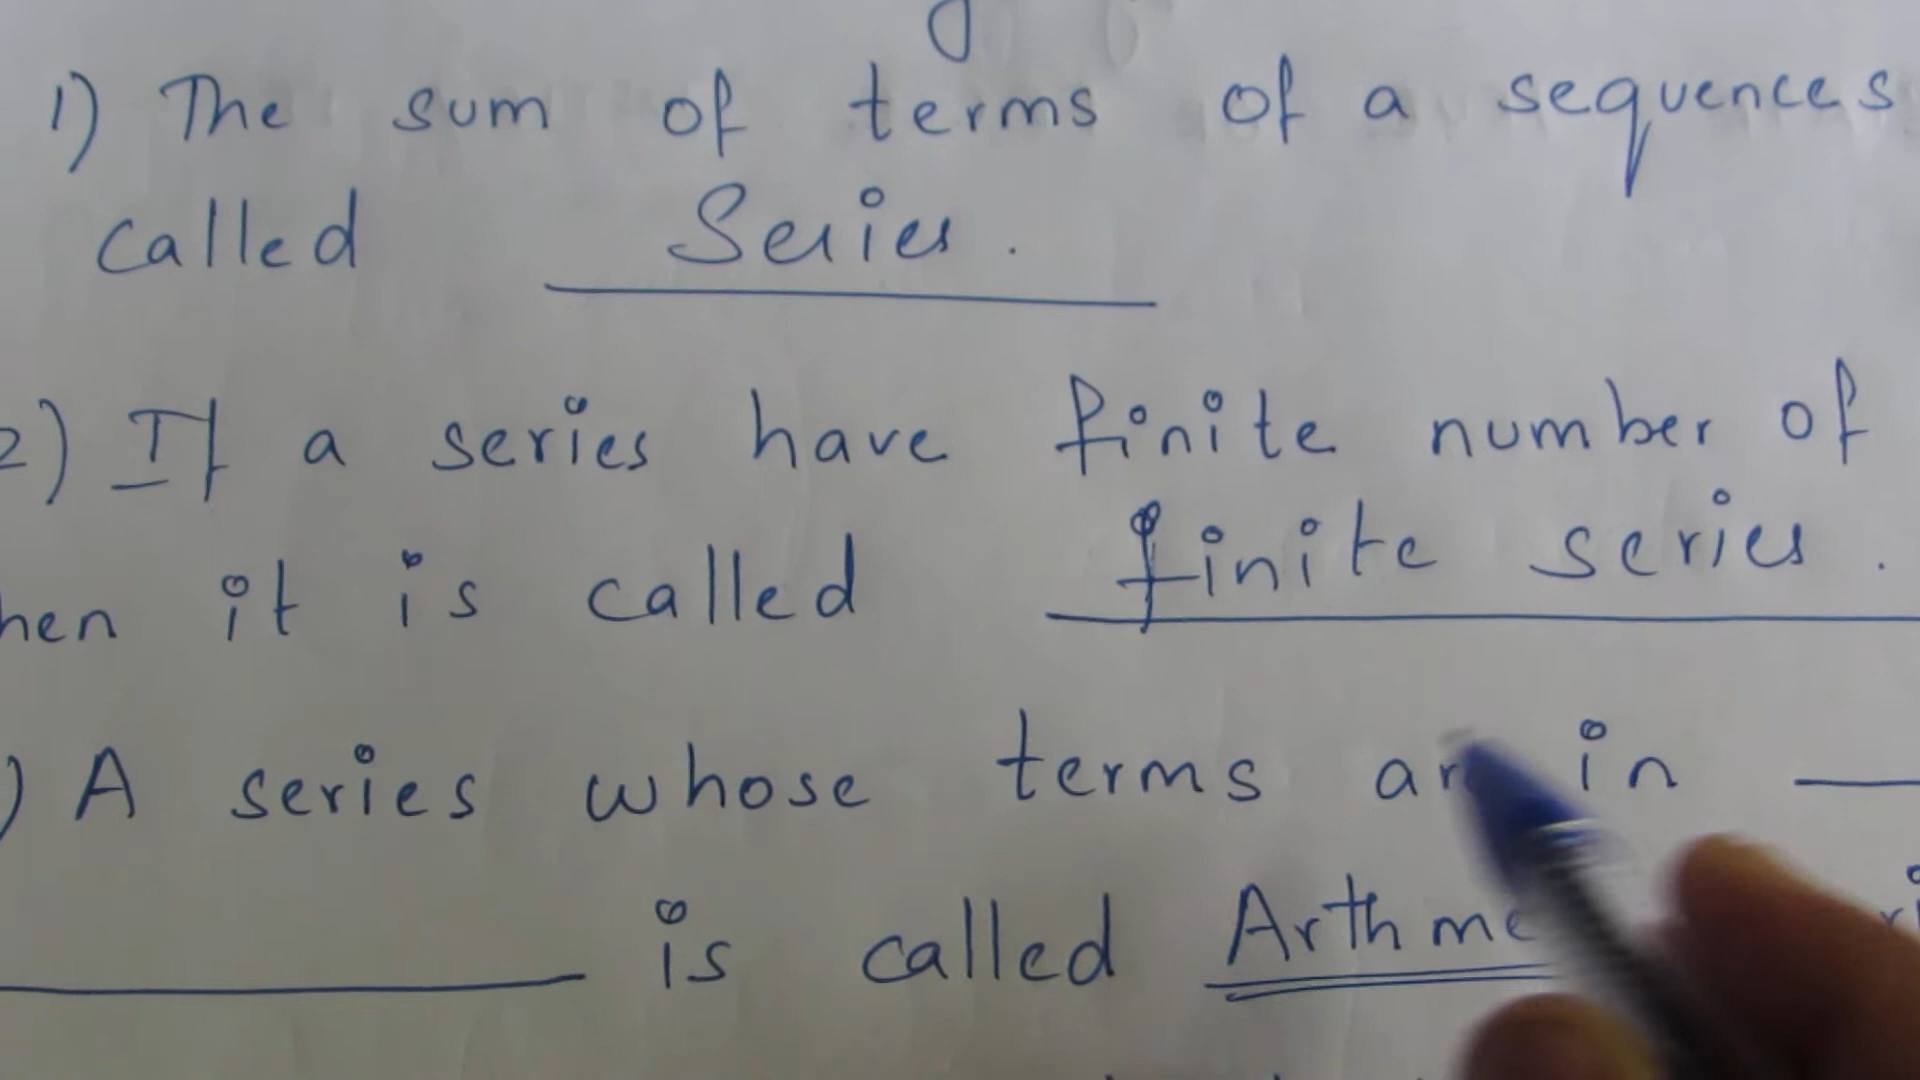 1) The sum of terms of a sequences
called Series.
2) If a series have finite number of
hen it is called finite series.
) A series whose terms ar in
is called Arthme